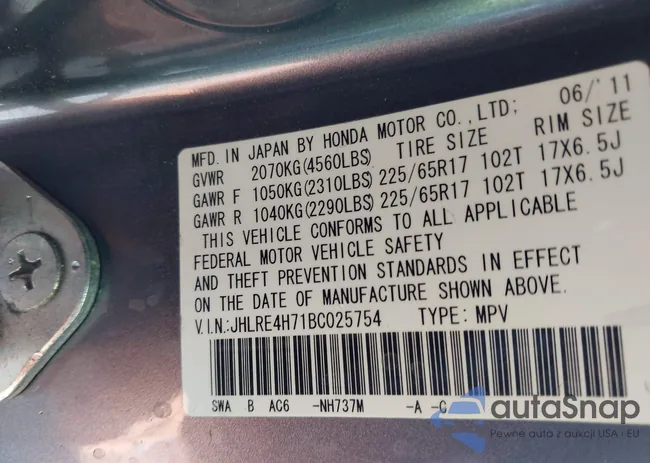 MFD. IN JAPAN BY HONDA MOTOR CO., LTD; 06/'11
GVWR 2070KG(4560LBS) TIRE SIZE RIM SIZE
GAWR F 1050KG(2310LBS) 225/65R17 102T 17X6.5J
GAWR R 1040KG(2290LBS) 225/65R17 102T 17X6.5J
THIS VEHICLE CONFORMS TO ALL APPLICABLE
FEDERAL MOTOR VEHICLE SAFETY
AND THEFT PREVENTION STANDARDS IN EFFECT
ON THE DATE OF MANUFACTURE SHOWN ABOVE.
V.I.N.:JHLRE4H71BC025754 TYPE: MPV
SWA B AC6 -NH737M -A -C
autaSnap
Pewne auta z aukcji USA i EU